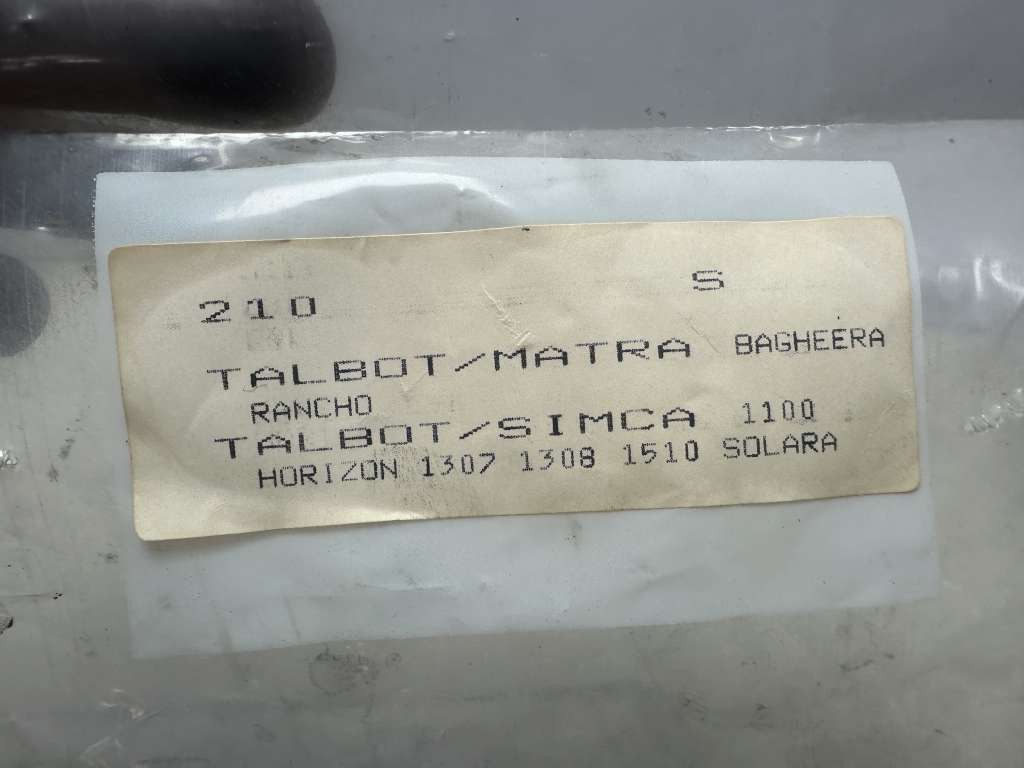 210 S
TALBOT/MATRA BAGHEERA
RANCHO
TALBOT/SIMCA 1100
HORIZON 1307 1308 1510 SOLARA